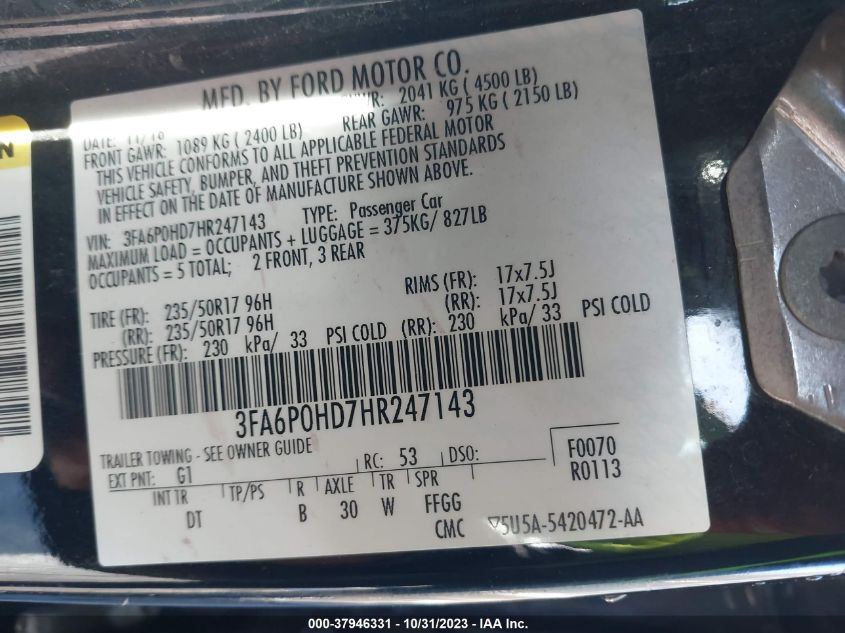 MFD. BY FORD MOTOR CO.
2041 KG ( 4500 LB)
DATE: 11/16
FRONT GAWR: 1089 KG ( 2400 LB)
REAR GAWR: 975 KG ( 2150 LB)
THIS VEHICLE CONFORMS TO ALL APPLICABLE FEDERAL MOTOR
VEHICLE SAFETY, BUMPER, AND THEFT PREVENTION STANDARDS
IN EFFECT ON THE DATE OF MANUFACTURE SHOWN ABOVE.
VIN: 3FA6P0HD7HR247143 TYPE: Passenger Car
MAXIMUM LOAD = OCCUPANTS + LUGGAGE = 375KG/ 827LB
OCCUPANTS = 5 TOTAL; 2 FRONT, 3 REAR
TIRE (FR): 235/50R17 96H RIMS (FR): 17x7.5J
(RR): 235/50R17 96H (RR): 17x7.5J
PRESSURE (FR): 230 kPa/ 33 PSI COLD (RR): 230 kPa/ 33 PSI COLD
3FA6P0HD7HR247143
TRAILER TOWING - SEE OWNER GUIDE
EXT PNT: G1 RC: 53 DSO: F0070
R0113
INT TR TP/PS R AXLE TR SPR
DT B 30 W FFGG
CMC 5U5A-5420472-AA
000-37946331 - 10/31/2023 - IAA Inc.